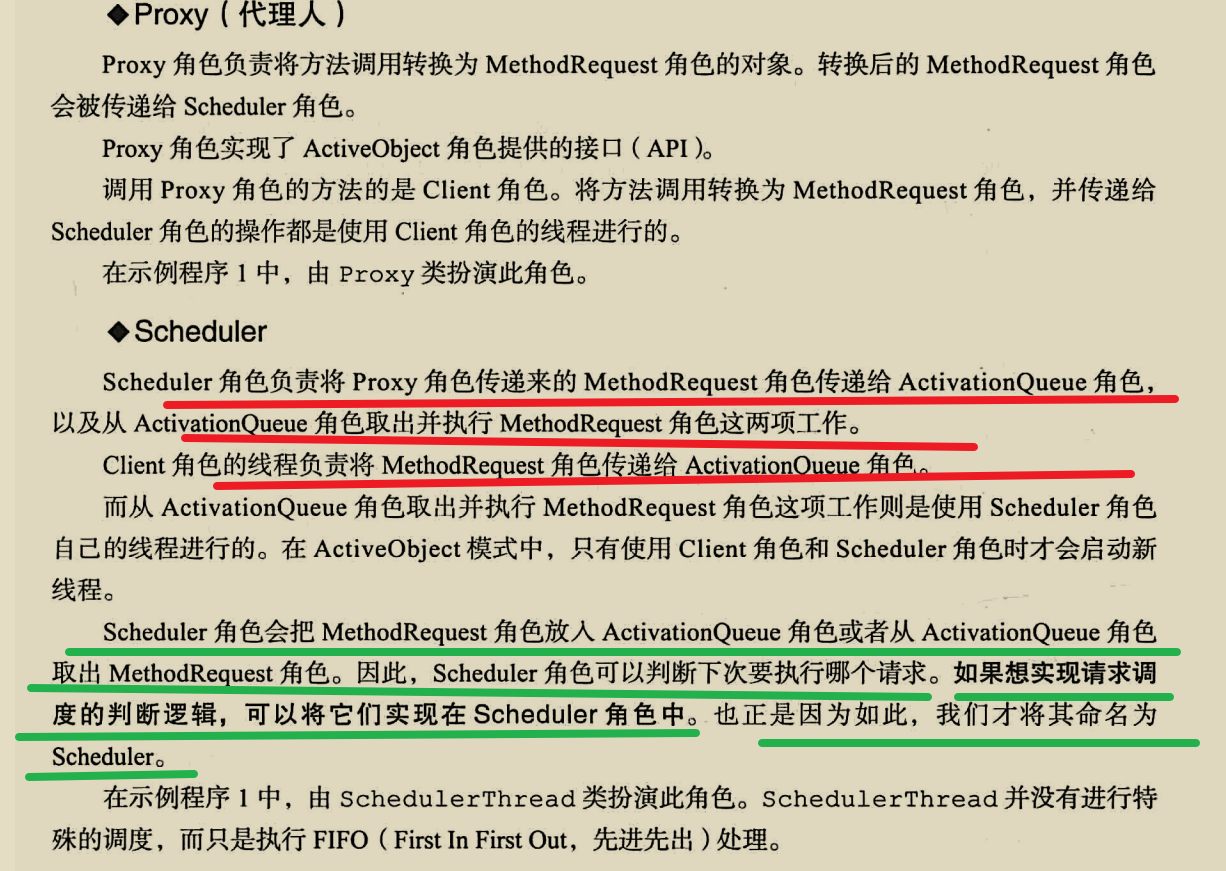 ◆Proxy（代理人）
Proxy 角色负责将方法调用转换为 MethodRequest 角色的对象。转换后的 MethodRequest 角色
会被传递给 Scheduler 角色。
Proxy 角色实现了 ActiveObject 角色提供的接口（API）。
调用 Proxy 角色的方法的是 Client 角色。将方法调用转换为 MethodRequest 角色，并传递给
Scheduler 角色的操作都是使用 Client 角色的线程进行的。
在示例程序 1 中，由 Proxy 类扮演此角色。
◆Scheduler
Scheduler 角色负责将 Proxy 角色传递来的 MethodRequest 角色传递给 ActivationQueue 角色，
以及从 ActivationQueue 角色取出并执行 MethodRequest 角色这两项工作。
Client 角色的线程负责将 MethodRequest 角色传递给 ActivationQueue 角色。
而从 ActivationQueue 角色取出并执行 MethodRequest 角色这项工作则是使用 Scheduler 角色
自己的线程进行的。在 ActiveObject 模式中，只有使用 Client 角色和 Scheduler 角色时才会启动新
线程。
Scheduler 角色会把 MethodRequest 角色放入 ActivationQueue 角色或者从 ActivationQueue 角色
取出 MethodRequest 角色。因此，Scheduler 角色可以判断下次要执行哪个请求。如果想实现请求调
度的判断逻辑，可以将它们实现在 Scheduler 角色中。也正是因为如此，我们才将其命名为
Scheduler。
在示例程序 1 中，由 SchedulerThread 类扮演此角色。SchedulerThread 并没有进行特
殊的调度，而只是执行 FIFO（First In First Out，先进先出）处理。